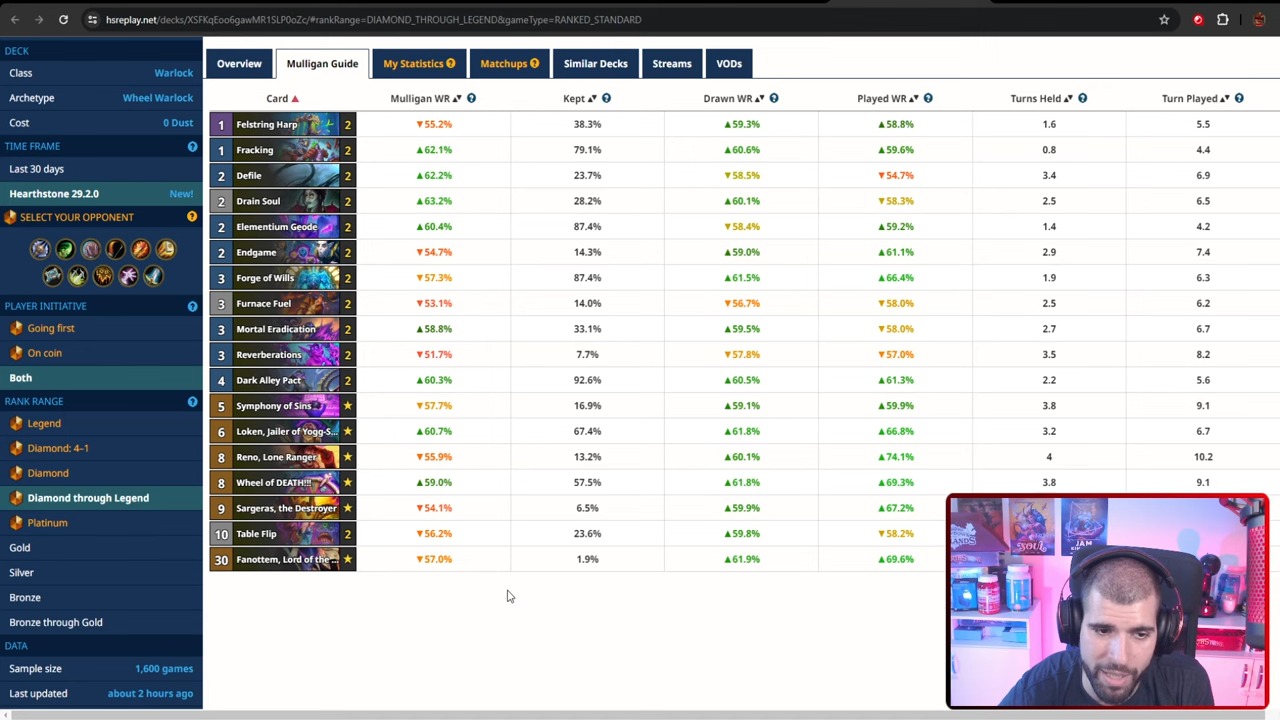 hsreplay.net/decks/XSFKqEoo6gawMR1SLP0oZc/#rankRange=DIAMOND_THROUGH_LEGEND&gameType=RANKED_STANDARD
DECK
Class Warlock
Archetype Wheel Warlock
Cost 0 Dust
TIME FRAME
Last 30 days
Hearthstone 29.2.0 New!
SELECT YOUR OPPONENT
PLAYER INITIATIVE
Going first
On coin
Both
RANK RANGE
Legend
Diamond: 4–1
Diamond
Diamond through Legend
Platinum
Gold
Silver
Bronze
Bronze through Gold
DATA
Sample size 1,600 games
Last updated about 2 hours ago
Overview Mulligan Guide My Statistics Matchups Similar Decks Streams VODs
Card Mulligan WR Kept Drawn WR Played WR Turns Held Turn Played
1 Felstring Harp 2 ▼55.2% 38.3% ▲59.3% ▲58.8% 1.6 5.5
1 Fracking 2 ▲62.1% 79.1% ▲60.6% ▲59.6% 0.8 4.4
2 Defile 2 ▲62.2% 23.7% ▼58.5% ▼54.7% 3.4 6.9
2 Drain Soul 2 ▲63.2% 28.2% ▲60.1% ▼58.3% 2.5 6.5
2 Elementium Geode 2 ▲60.4% 87.4% ▼58.4% ▲59.2% 1.4 4.2
2 Endgame 2 ▼54.7% 14.3% ▲59.0% ▲61.1% 2.9 7.4
3 Forge of Wills 2 ▼57.3% 87.4% ▲61.5% ▲66.4% 1.9 6.3
3 Furnace Fuel 2 ▼53.1% 14.0% ▼56.7% ▼58.0% 2.5 6.2
3 Mortal Eradication 2 ▲58.8% 33.1% ▲59.5% ▼58.0% 2.7 6.7
3 Reverberations 2 ▼51.7% 7.7% ▼57.8% ▼57.0% 3.5 8.2
4 Dark Alley Pact 2 ▲60.3% 92.6% ▲60.5% ▲61.3% 2.2 5.6
5 Symphony of Sins ★ ▼57.7% 16.9% ▲59.1% ▲59.9% 3.8 9.1
6 Loken, Jailer of Yogg-S... ★ ▲60.7% 67.4% ▲61.8% ▲66.8% 3.2 6.7
8 Reno, Lone Ranger ★ ▼55.9% 13.2% ▲60.1% ▲74.1% 4 10.2
8 Wheel of DEATH!!! ★ ▲59.0% 57.5% ▲61.8% ▲69.3% 3.8 9.1
9 Sargeras, the Destroyer ★ ▼54.1% 6.5% ▲59.9% ▲67.2%
10 Table Flip 2 ▼56.2% 23.6% ▲59.8% ▼58.2%
30 Fanottem, Lord of the ... ★ ▼57.0% 1.9% ▲61.9% ▲69.6%